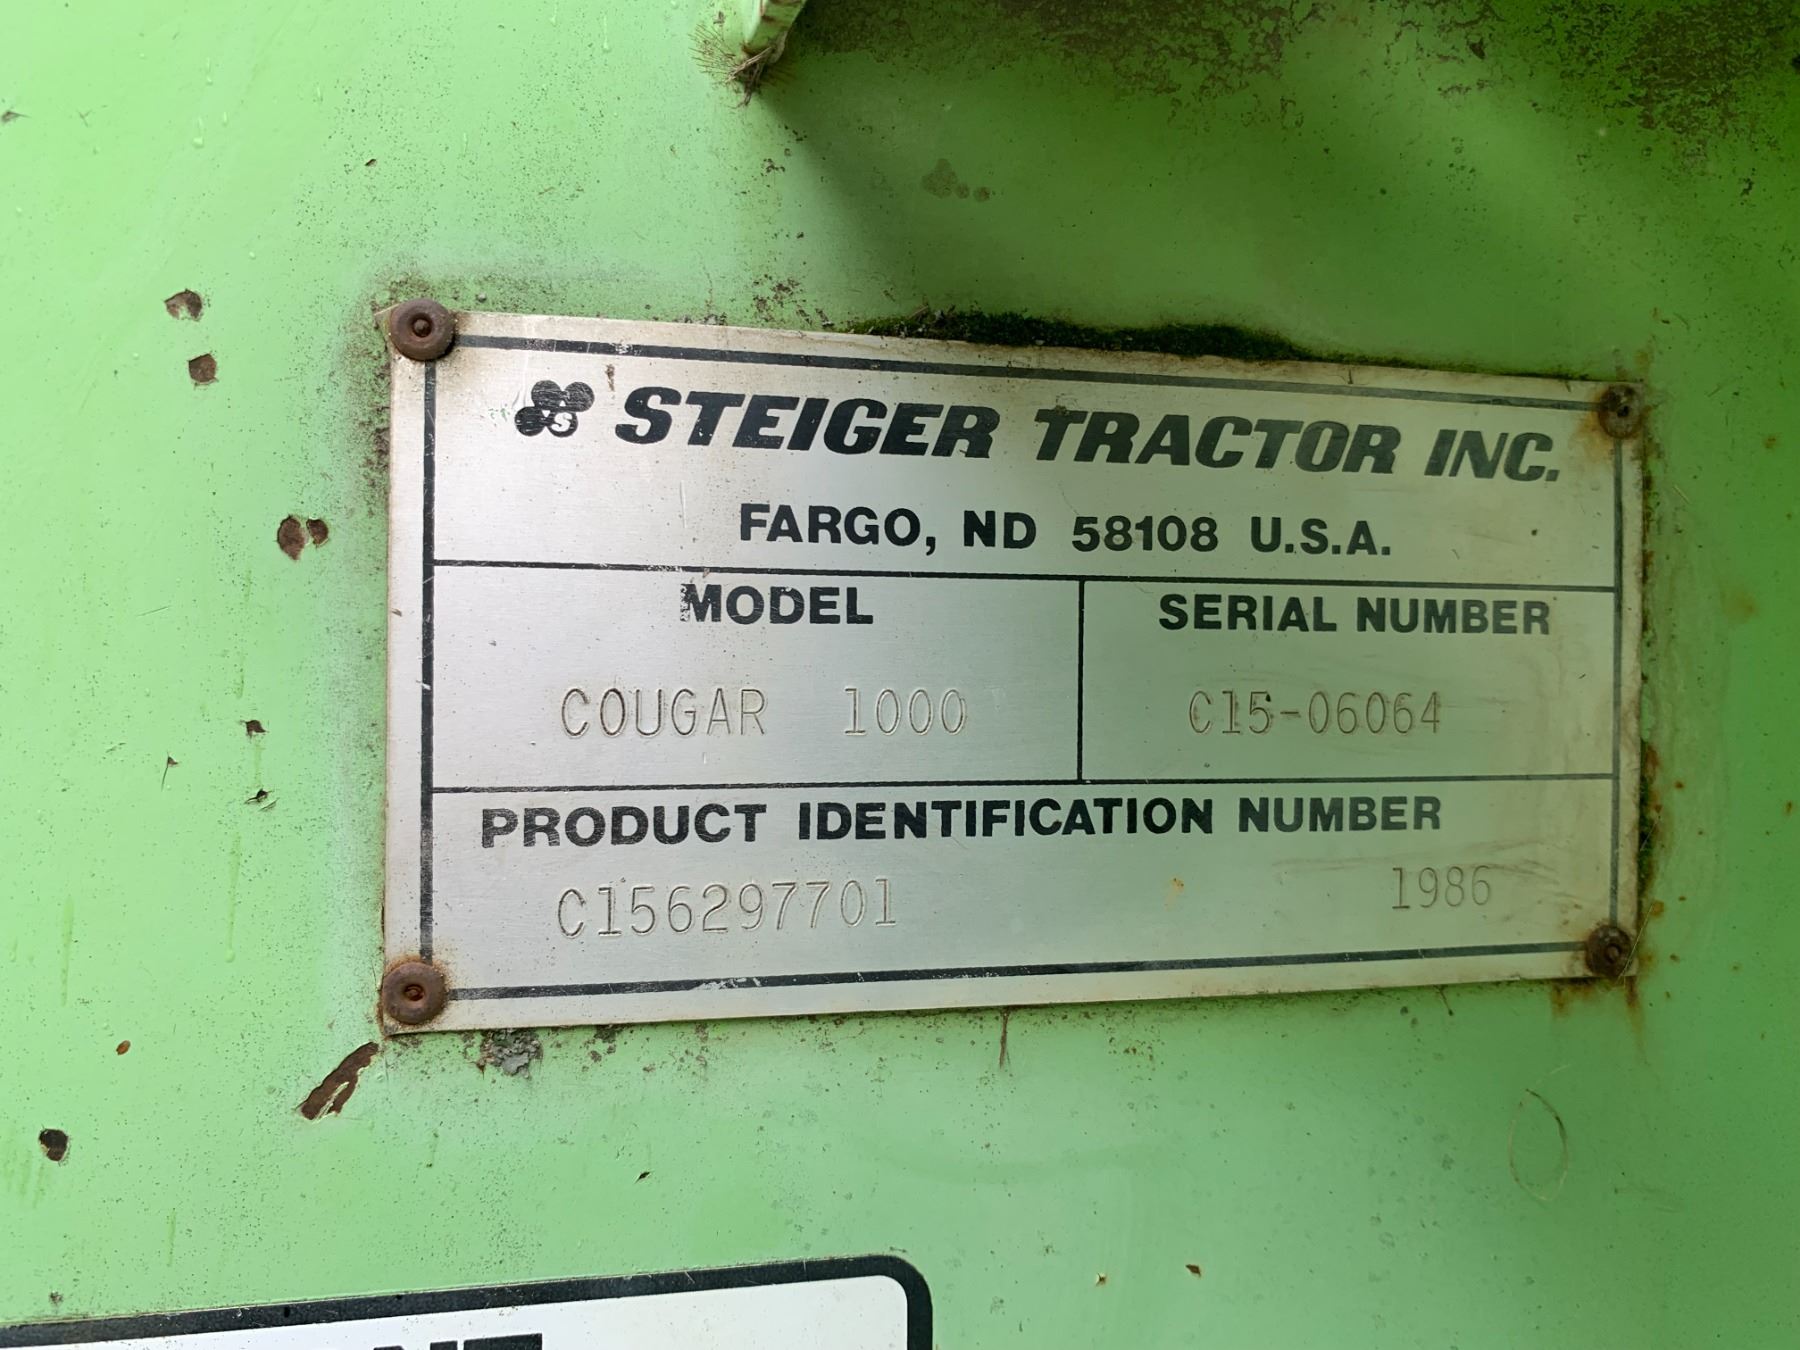 S STEIGER TRACTOR INC.
FARGO, ND 58108 U.S.A.
MODEL
SERIAL NUMBER
COUGAR 1000
C15-06064
PRODUCT IDENTIFICATION NUMBER
C156297701 1986